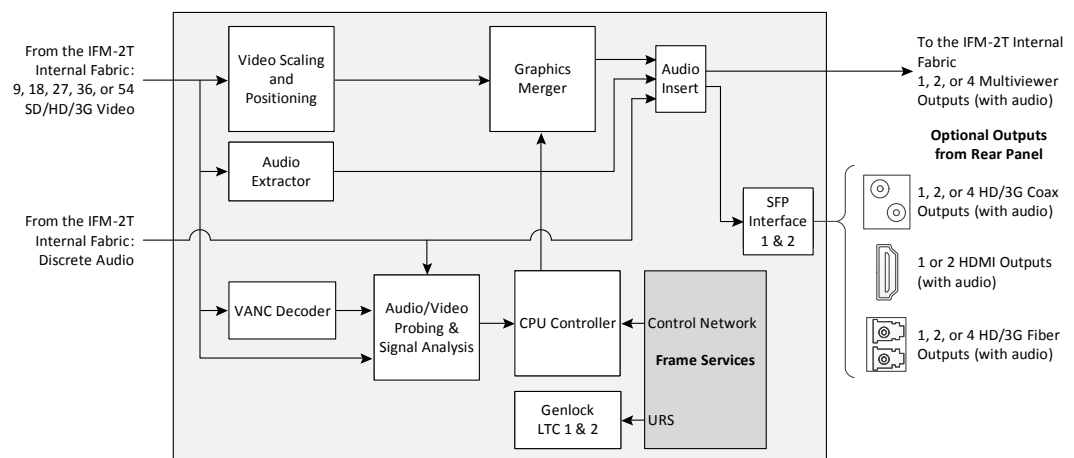 From the IFM-2T
Internal Fabric:
9, 18, 27, 36, or 54
SD/HD/3G Video
Video Scaling
and
Positioning
Graphics
Merger
Audio
Insert
To the IFM-2T Internal
Fabric
1, 2, or 4 Multiviewer
Outputs (with audio)
Optional Outputs
from Rear Panel
Audio
Extractor
SFP
Interface
1 & 2
1, 2, or 4 HD/3G Coax
Outputs (with audio)
From the IFM-2T
Internal Fabric:
Discrete Audio
1 or 2 HDMI Outputs
(with audio)
VANC Decoder
Audio/Video
Probing &
Signal Analysis
CPU Controller
Control Network
Frame Services
1, 2, or 4 HD/3G Fiber
Outputs (with audio)
Genlock
LTC 1 & 2
URS